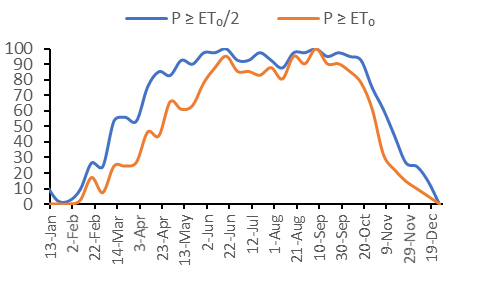 P ≥ ET₀/2 P ≥ ET₀
100
90
80
70
60
50
40
30
20
10
0
13-Jan
2-Feb
22-Feb
14-Mar
3-Apr
23-Apr
13-May
2-Jun
22-Jun
12-Jul
1-Aug
21-Aug
10-Sep
30-Sep
20-Oct
9-Nov
29-Nov
19-Dec